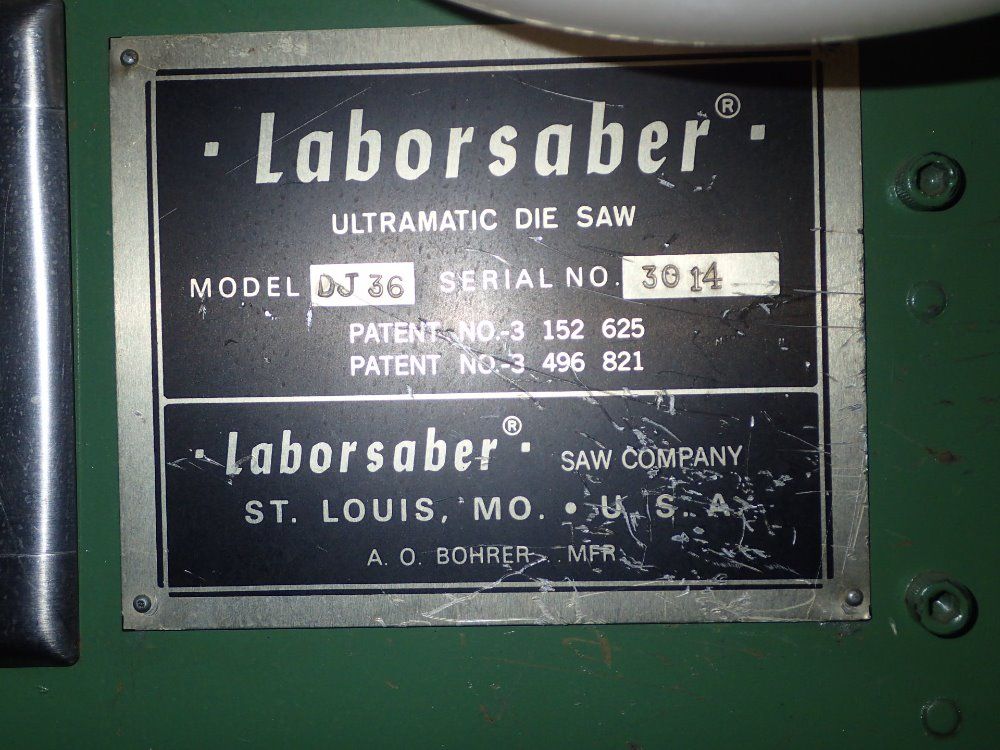 · Laborsaber® ·
ULTRAMATIC DIE SAW
MODEL DJ 36 SERIAL NO. 3014
PATENT NO.-3 152 625
PATENT NO.-3 496 821
· Laborsaber® · SAW COMPANY
ST. LOUIS, MO. • U. S. A.
A. O. BOHRER, MFR.